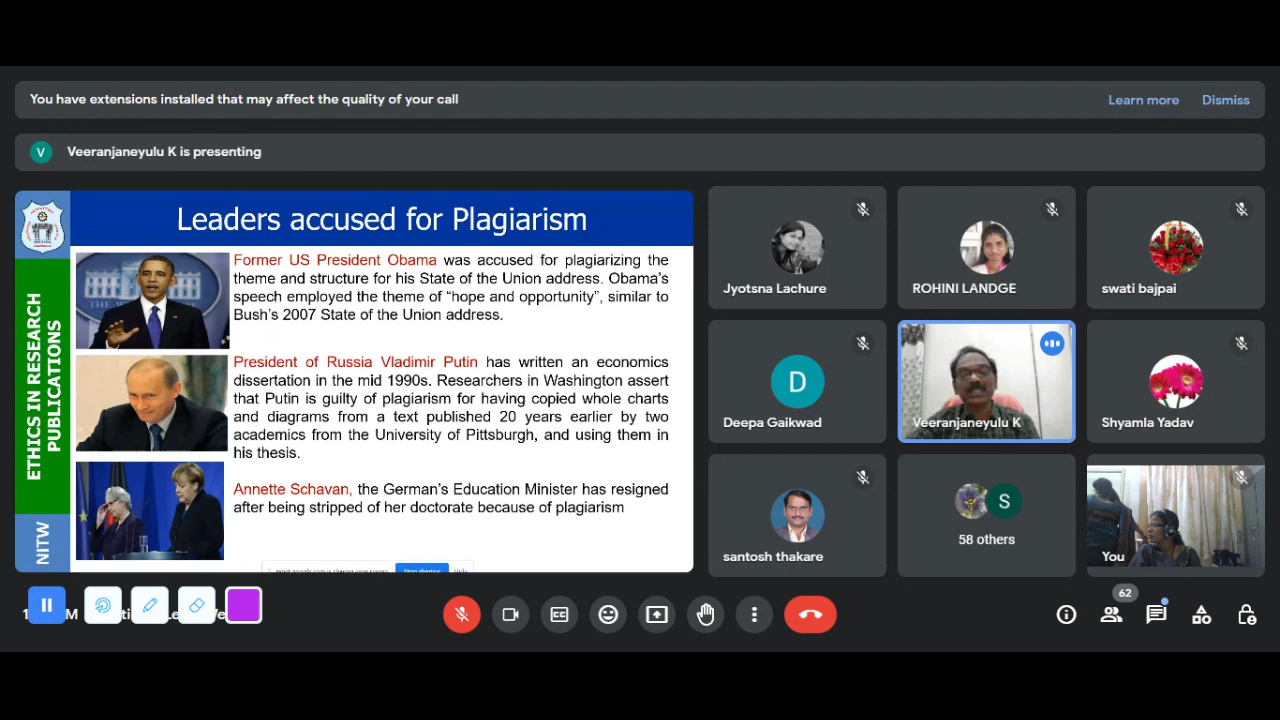 You have extensions installed that may affect the quality of your call
Learn more
Dismiss
V
Veeranjaneyulu K is presenting
Leaders accused for Plagiarism
ETHICS IN RESEARCH
PUBLICATIONS
NITW
Former US President Obama was accused for plagiarizing the
theme and structure for his State of the Union address. Obama's
speech employed the theme of “hope and opportunity”, similar to
Bush's 2007 State of the Union address.
President of Russia Vladimir Putin has written an economics
dissertation in the mid 1990s. Researchers in Washington assert
that Putin is guilty of plagiarism for having copied whole charts
and diagrams from a text published 20 years earlier by two
academics from the University of Pittsburgh, and using them in
his thesis.
Annette Schavan, the German's Education Minister has resigned
after being stripped of her doctorate because of plagiarism
Stop sharing
Jyotsna Lachure
ROHINI LANDGE
swati bajpai
D
Deepa Gaikwad
Veeranjaneyulu K
Shyamla Yadav
santosh thakare
S
58 others
You
62